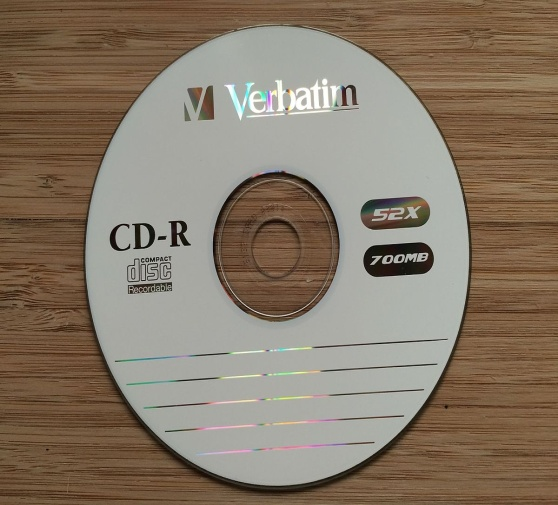 V Verbatim
52X
CD-R
COMPACT
disc
Recordable
700MB